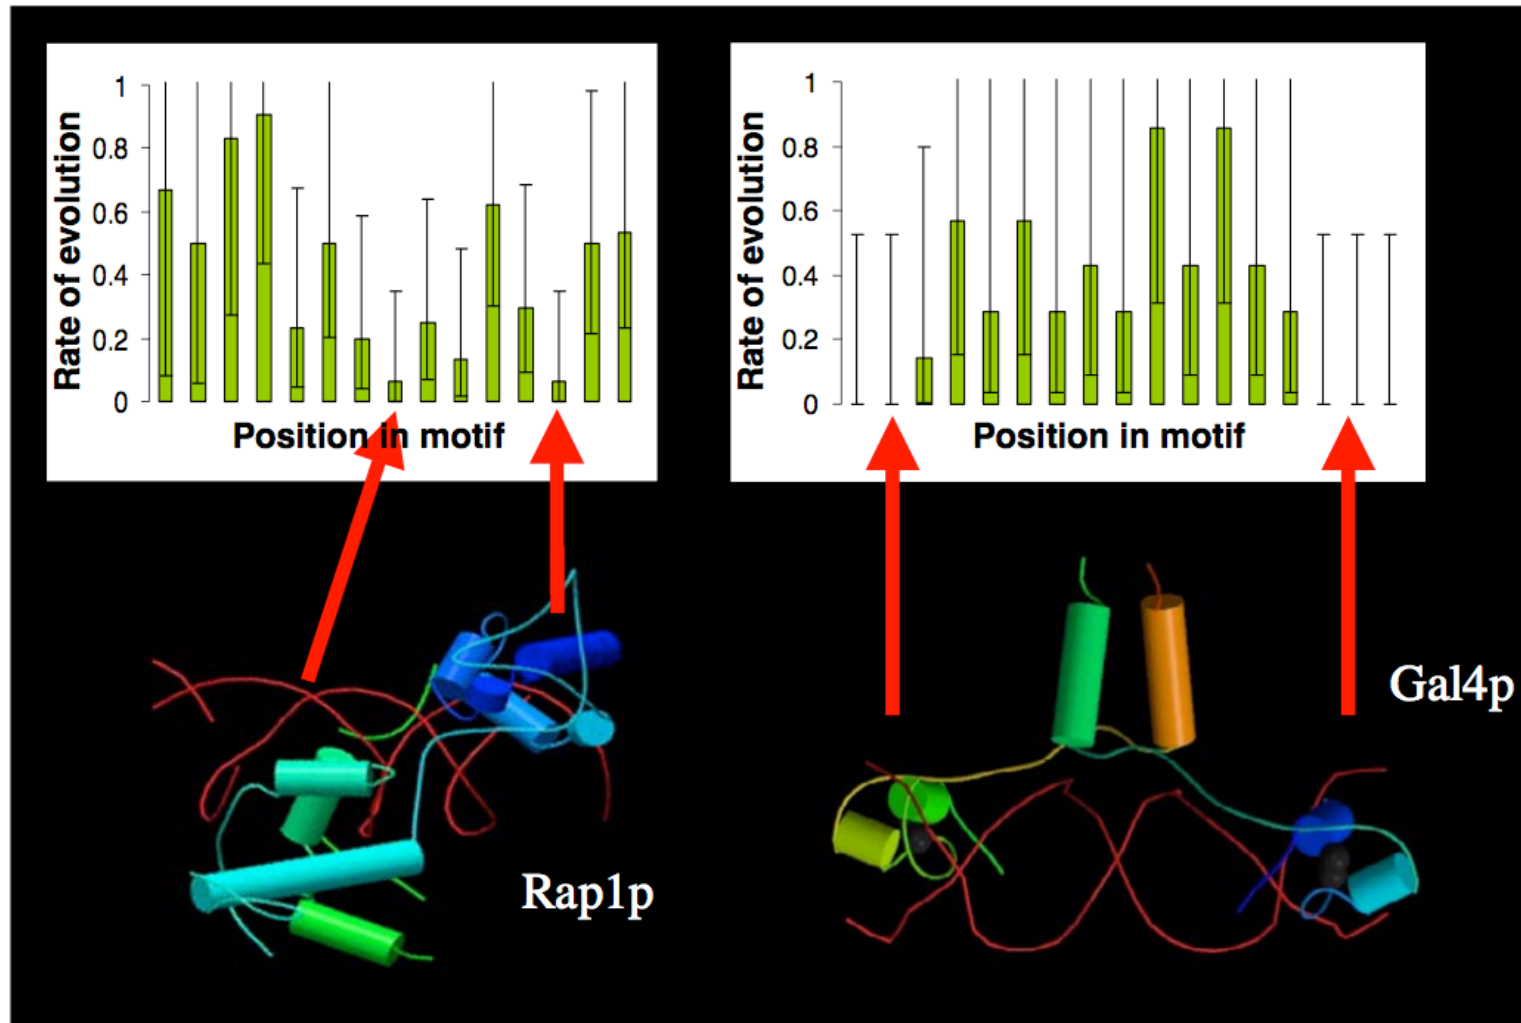 Rate of evolution
1
0.8
0.6
0.4
0.2
0
Position in motif
Rate of evolution
1
0.8
0.6
0.4
0.2
0
Position in motif
Gal4p
Rap1p